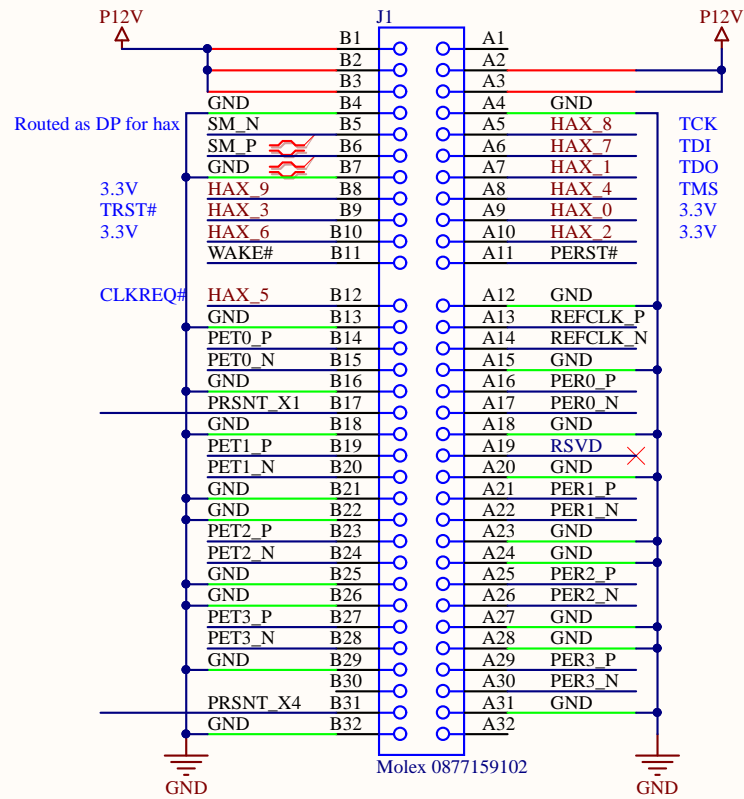 P12V J1 P12V
B1 A1
B2 A2
B3 A3
GND B4 A4 GND
Routed as DP for hax SM_N B5 A5 HAX_8 TCK
SM_P B6 A6 HAX_7 TDI
GND B7 A7 HAX_1 TDO
3.3V HAX_9 B8 A8 HAX_4 TMS
TRST# HAX_3 B9 A9 HAX_0 3.3V
3.3V HAX_6 B10 A10 HAX_2 3.3V
WAKE# B11 A11 PERST#
CLKREQ# HAX_5 B12 A12 GND
GND B13 A13 REFCLK_P
PET0_P B14 A14 REFCLK_N
PET0_N B15 A15 GND
GND B16 A16 PER0_P
PRSNT_X1 B17 A17 PER0_N
GND B18 A18 GND
PET1_P B19 A19 RSVD
PET1_N B20 A20 GND
GND B21 A21 PER1_P
GND B22 A22 PER1_N
PET2_P B23 A23 GND
PET2_N B24 A24 GND
GND B25 A25 PER2_P
GND B26 A26 PER2_N
PET3_P B27 A27 GND
PET3_N B28 A28 GND
GND B29 A29 PER3_P
B30 A30 PER3_N
PRSNT_X4 B31 A31 GND
GND B32 A32
Molex 0877159102
GND GND